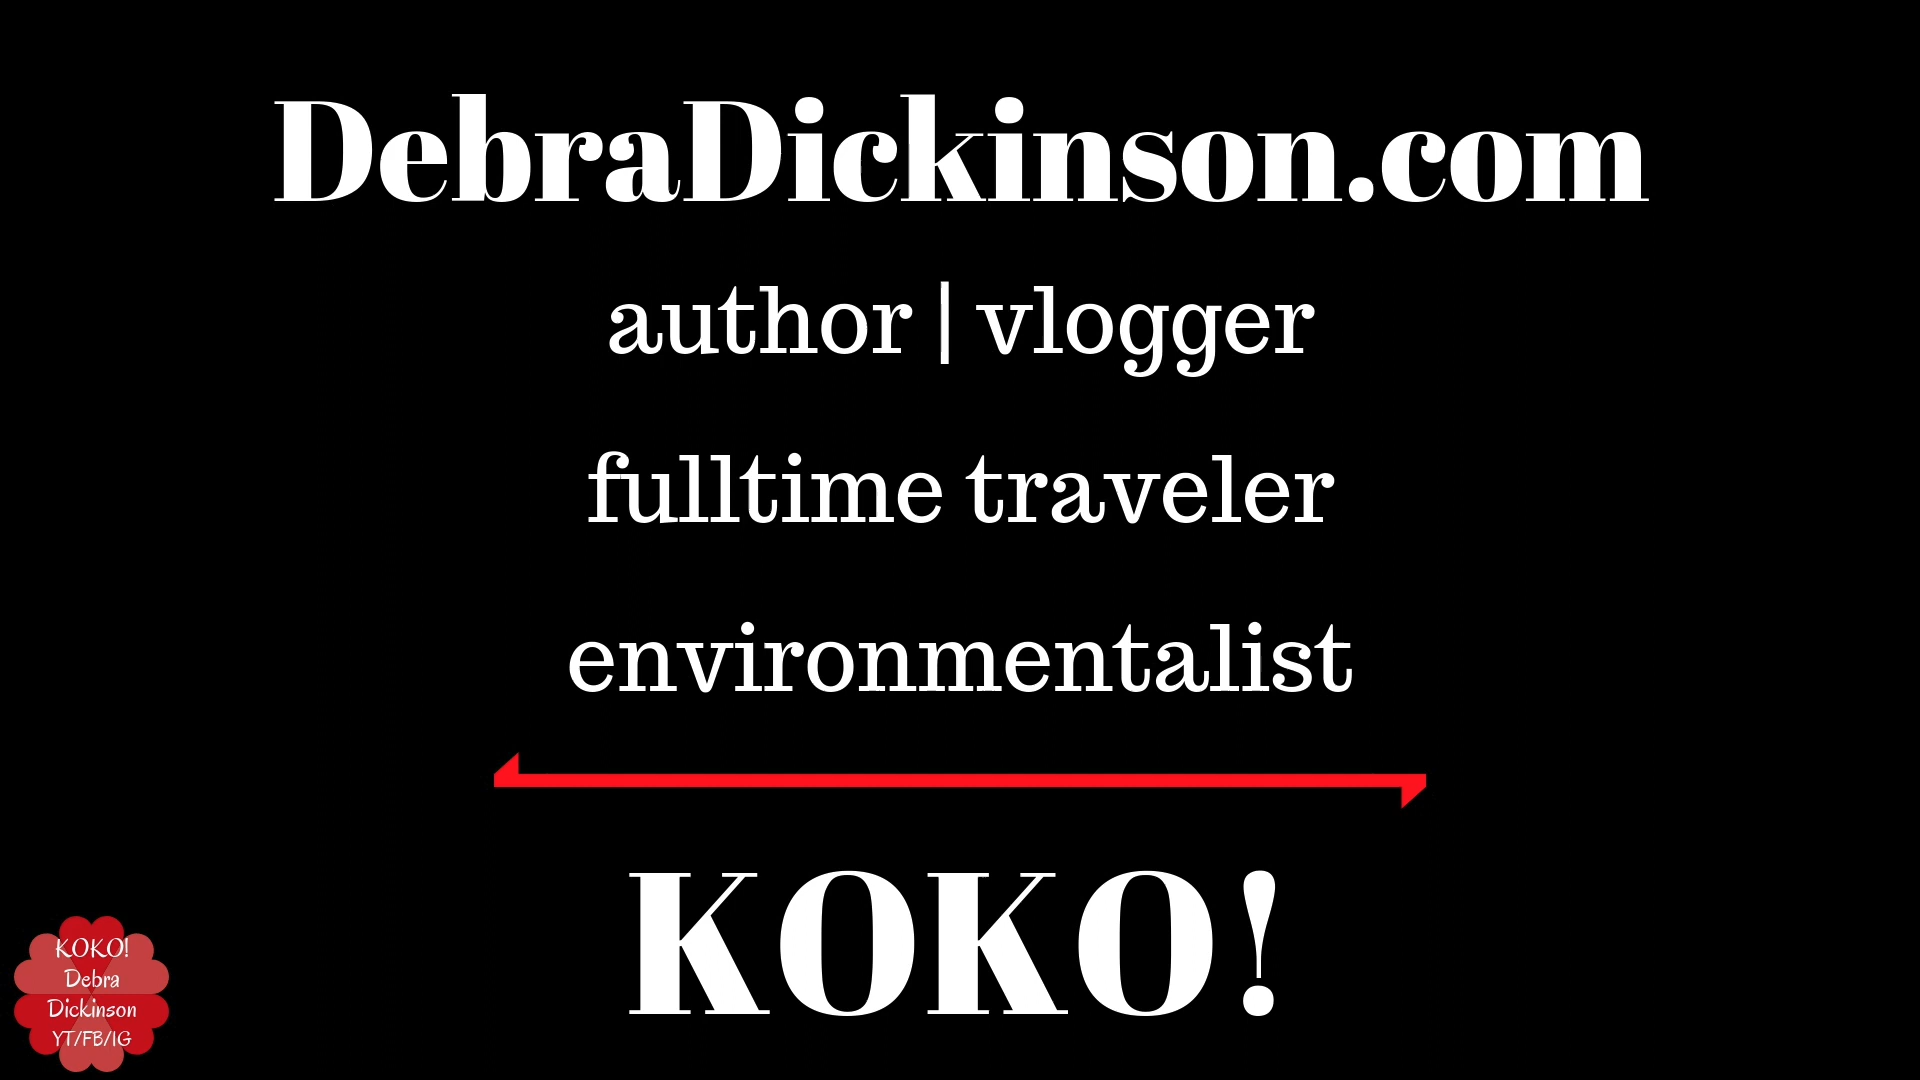 DebraDickinson.com
author | vlogger
fulltime traveler
environmentalist
KOKO!
KOKO!
Debra
Dickinson
YT/FB/IG